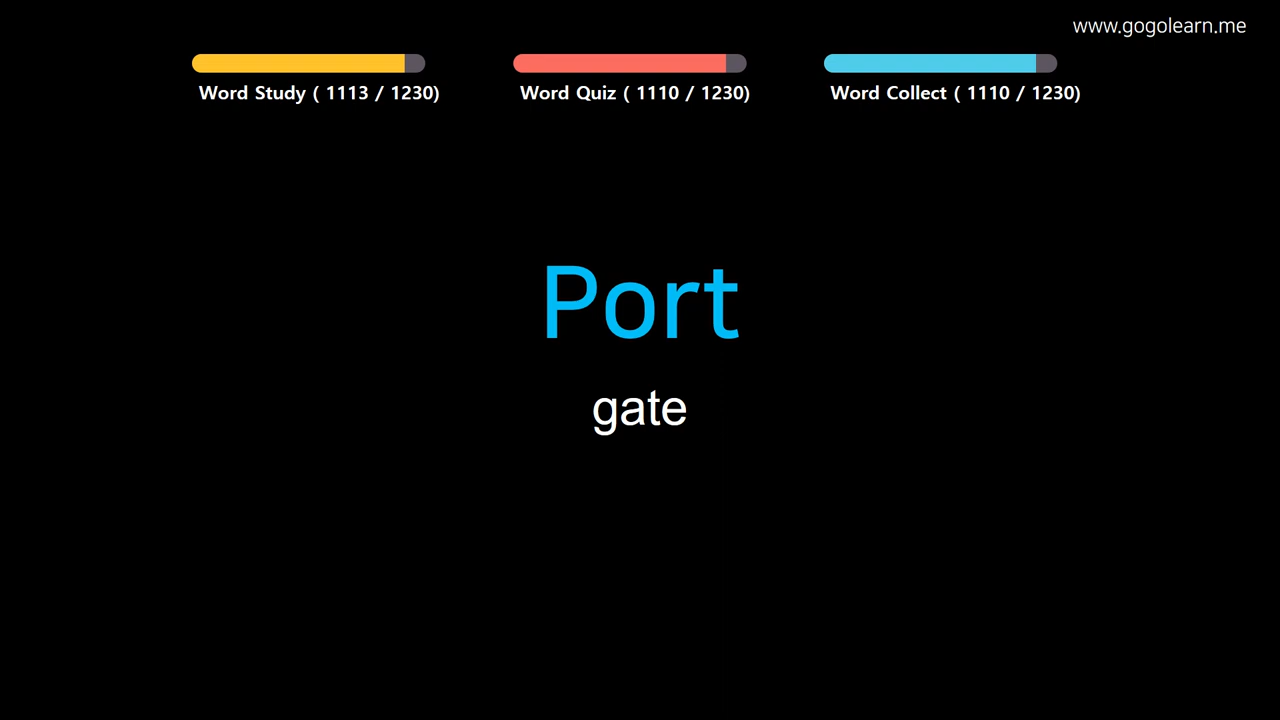 www.gogolearn.me
Word Study ( 1113 / 1230)
Word Quiz ( 1110 / 1230)
Word Collect ( 1110 / 1230)
Port
gate